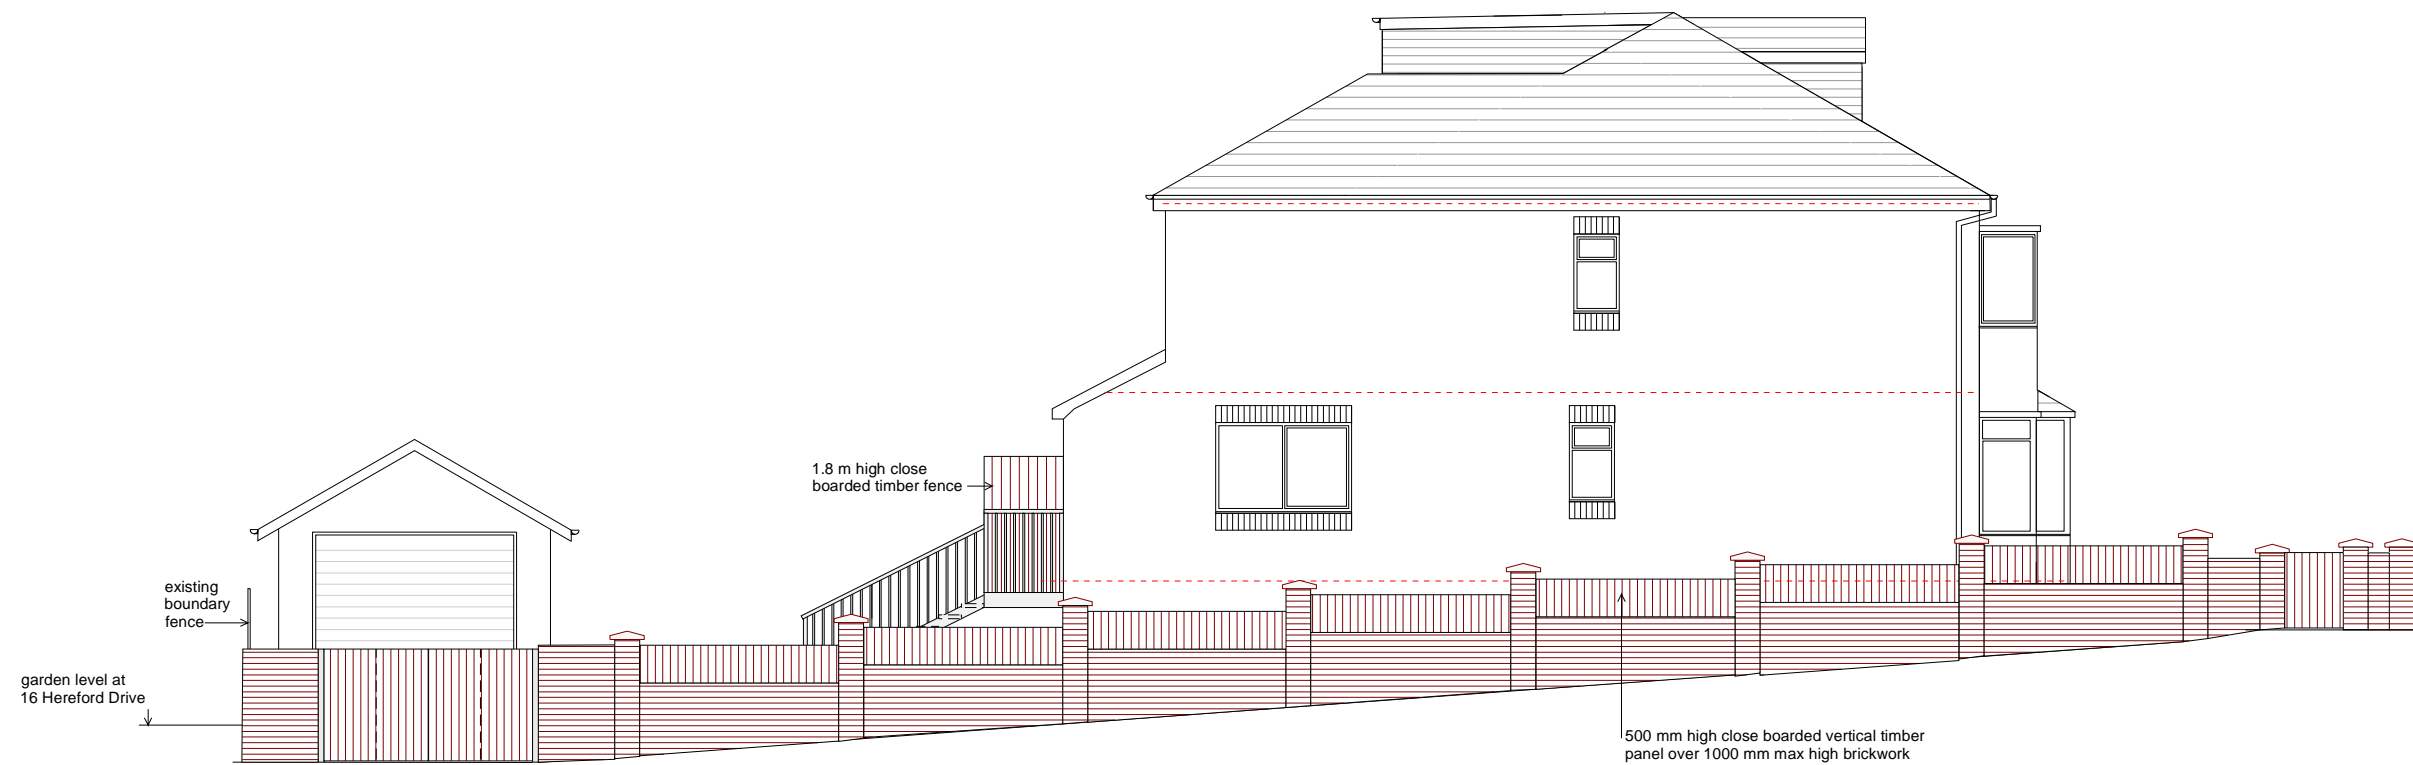 1.8 m high close
boarded timber fence
existing
boundary
fence
garden level at
16 Hereford Drive
500 mm high close boarded vertical timber
panel over 1000 mm max high brickwork